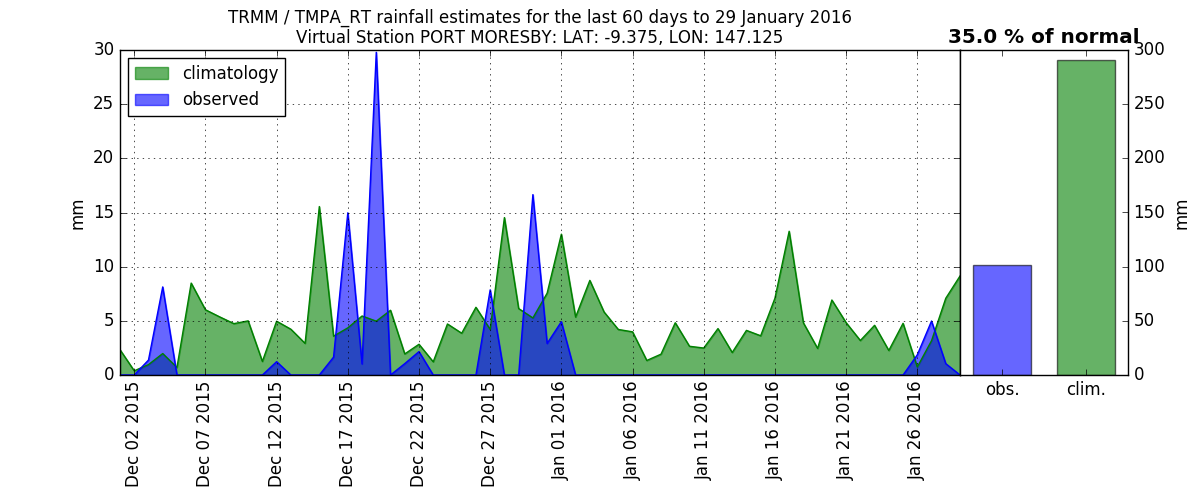 TRMM / TMPA_RT rainfall estimates for the last 60 days to 29 January 2016
Virtual Station PORT MORESBY: LAT: -9.375, LON: 147.125
35.0 % of normal
climatology
observed
mm
30
25
20
15
10
5
0
Dec 02 2015
Dec 07 2015
Dec 12 2015
Dec 17 2015
Dec 22 2015
Dec 27 2015
Jan 01 2016
Jan 06 2016
Jan 11 2016
Jan 16 2016
Jan 21 2016
Jan 26 2016
obs.
clim.
300
250
200
150
100
50
0
mm